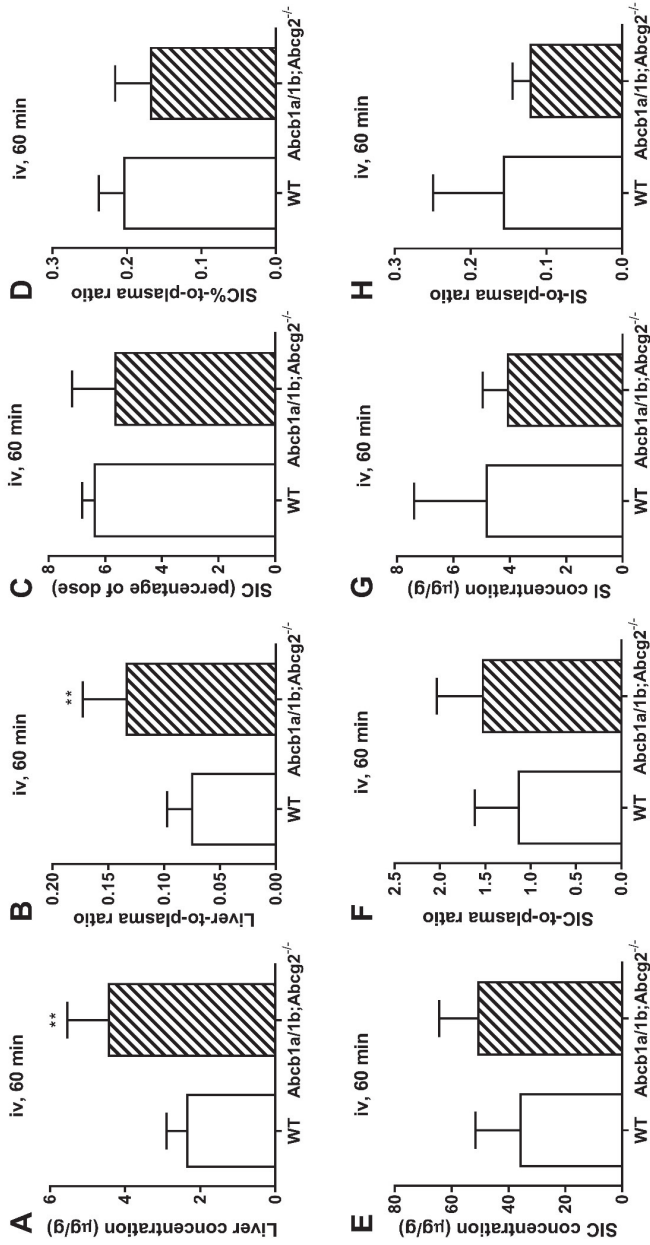 A
iv, 60 min
Liver concentration (µg/g)
6
4
2
0
**
WT
Abcb1a/1b;Abcg2⁻/⁻
B
iv, 60 min
Liver-to-plasma ratio
0.20
0.15
0.10
0.05
0.00
**
WT
Abcb1a/1b;Abcg2⁻/⁻
C
iv, 60 min
SIC (percentage of dose)
8
6
4
2
0
WT
Abcb1a/1b;Abcg2⁻/⁻
D
iv, 60 min
SIC%-to-plasma ratio
0.3
0.2
0.1
0.0
WT
Abcb1a/1b;Abcg2⁻/⁻
E
iv, 60 min
SIC concentration (µg/g)
80
60
40
20
0
WT
Abcb1a/1b;Abcg2⁻/⁻
F
iv, 60 min
SIC-to-plasma ratio
2.5
2.0
1.5
1.0
0.5
0.0
WT
Abcb1a/1b;Abcg2⁻/⁻
G
iv, 60 min
SI concentration (µg/g)
8
6
4
2
0
WT
Abcb1a/1b;Abcg2⁻/⁻
H
iv, 60 min
SI-to-plasma ratio
0.3
0.2
0.1
0.0
WT
Abcb1a/1b;Abcg2⁻/⁻